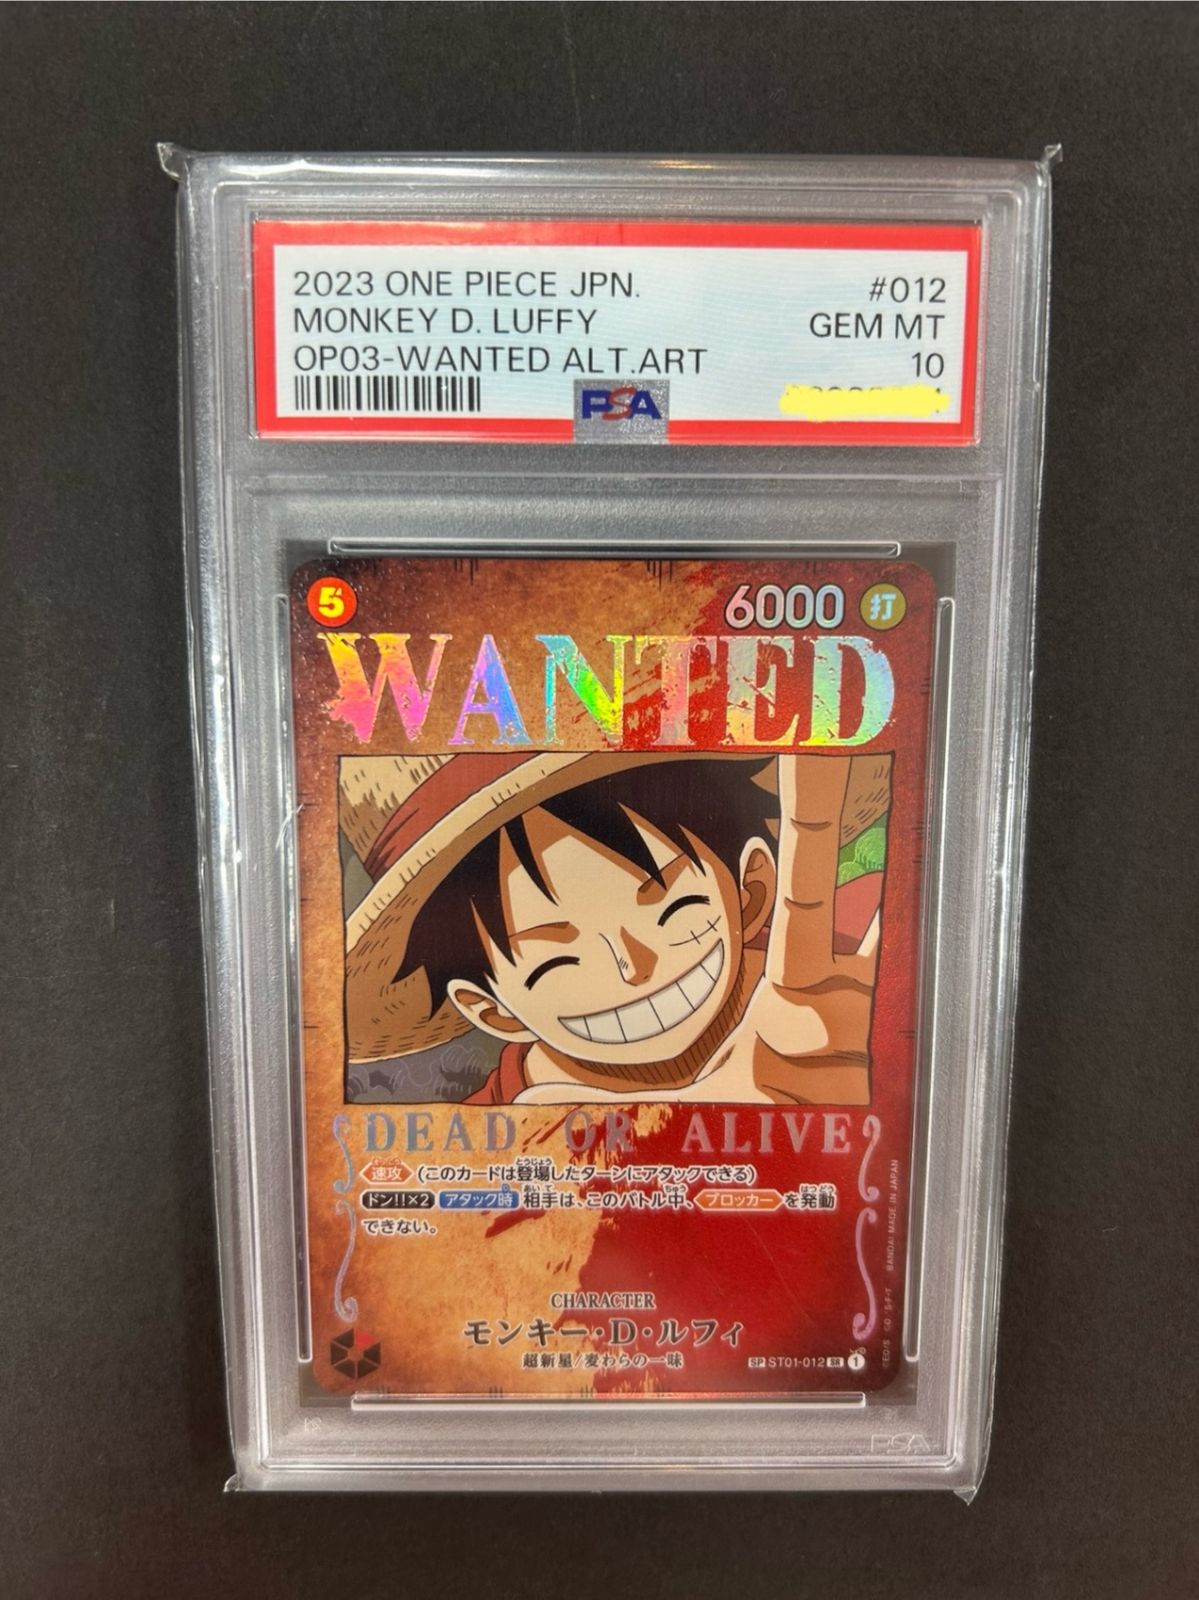 2023 ONE PIECE JPN.
#012
MONKEY D. LUFFY
GEM MT
OP03-WANTED ALT.ART
10
PSA
5
6000
打
WANTED
DEAD OR ALIVE
速攻 (このカードは登場したターンにアタックできる)
ドン!!×2 アタック時 相手は、このバトル中、ブロッカーを発動
できない。
CHARACTER
モンキー・D・ルフィ
超新星/麦わらの一味
SP ST01-012 SR 1
BANDAI MADE IN JAPAN
PSA